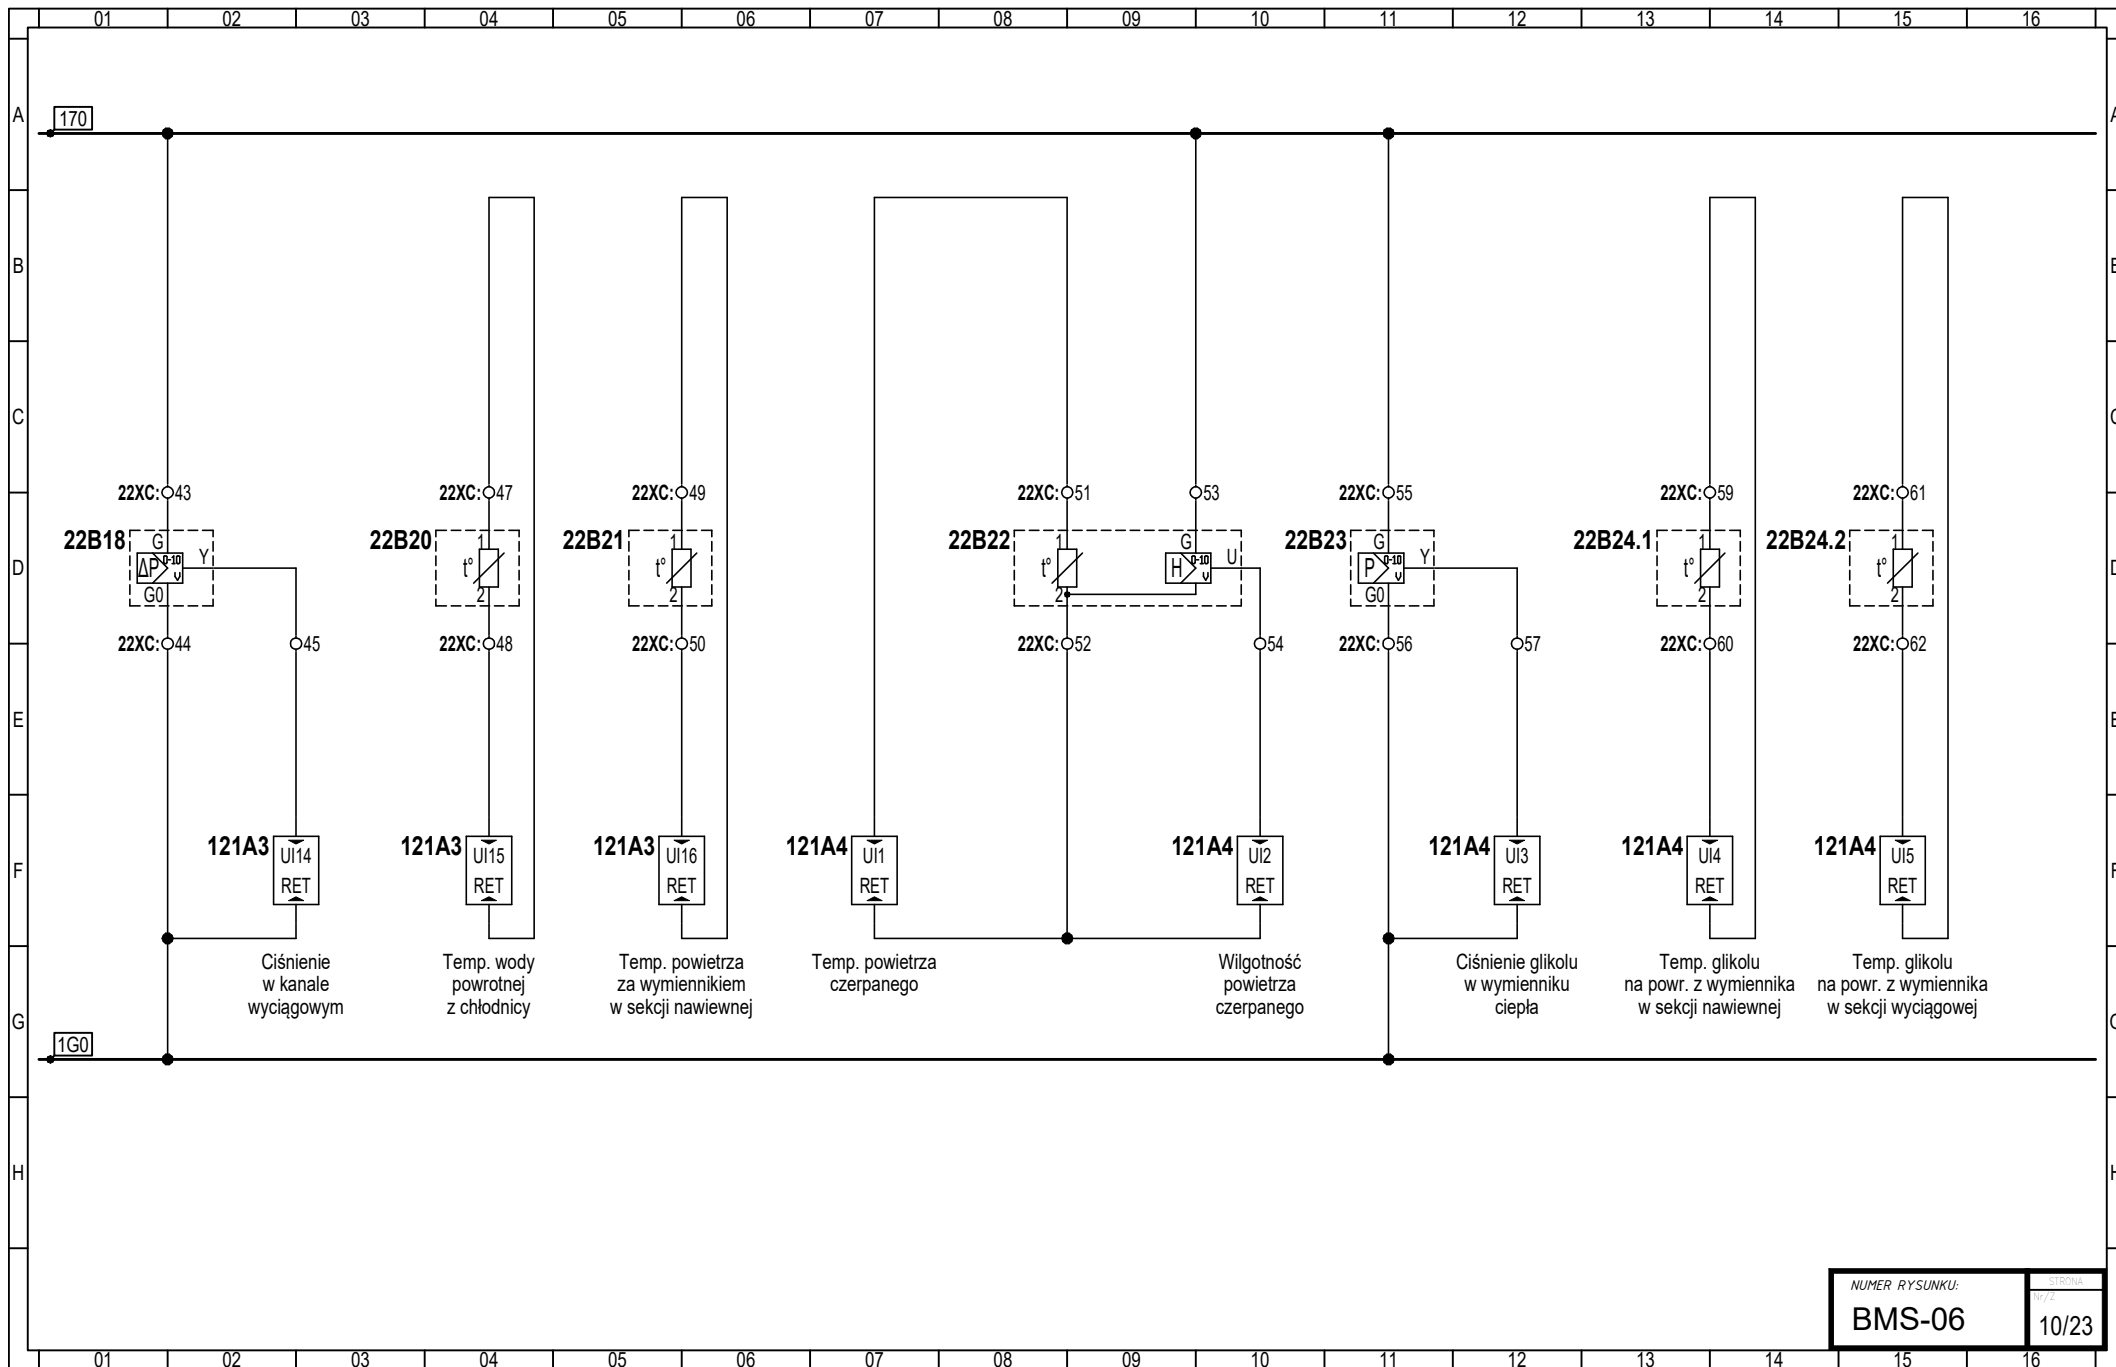 01 02 03 04 05 06 07 08 09 10 11 12 13 14 15 16
A 170 A
B B
C C
22XC: 43 22XC: 47 22XC: 49 22XC: 51 53 22XC: 55 22XC: 59 22XC: 61
22B18 G 22B20 1 22B21 1 22B22 1 G 22B23 G 22B24.1 1 22B24.2 1
D ΔP 0-10 V Y t° t° t° H 0-10 V U P 0-10 V Y t° t° D
G0 2 2 2 G0 2 2
22XC: 44 45 22XC: 48 22XC: 50 22XC: 52 54 22XC: 56 57 22XC: 60 22XC: 62
E E
121A3 UI14 121A3 UI15 121A3 UI16 121A4 UI1 121A4 UI2 121A4 UI3 121A4 UI4 121A4 UI5
F F
RET RET RET RET RET RET RET RET
Ciśnienie
w kanale
wyciągowym
Temp. wody
powrotnej
z chłodnicy
Temp. powietrza
za wymiennikiem
w sekcji nawiewnej
Temp. powietrza
czerpanego
Wilgotność
powietrza
czerpanego
Ciśnienie glikolu
w wymienniku
ciepła
Temp. glikolu
na powr. z wymiennika
w sekcji nawiewnej
Temp. glikolu
na powr. z wymiennika
w sekcji wyciągowej
G G
1G0
H H
NUMER RYSUNKU:
BMS-06
STRONA
Nr/Z
10/23
01 02 03 04 05 06 07 08 09 10 11 12 13 14 15 16